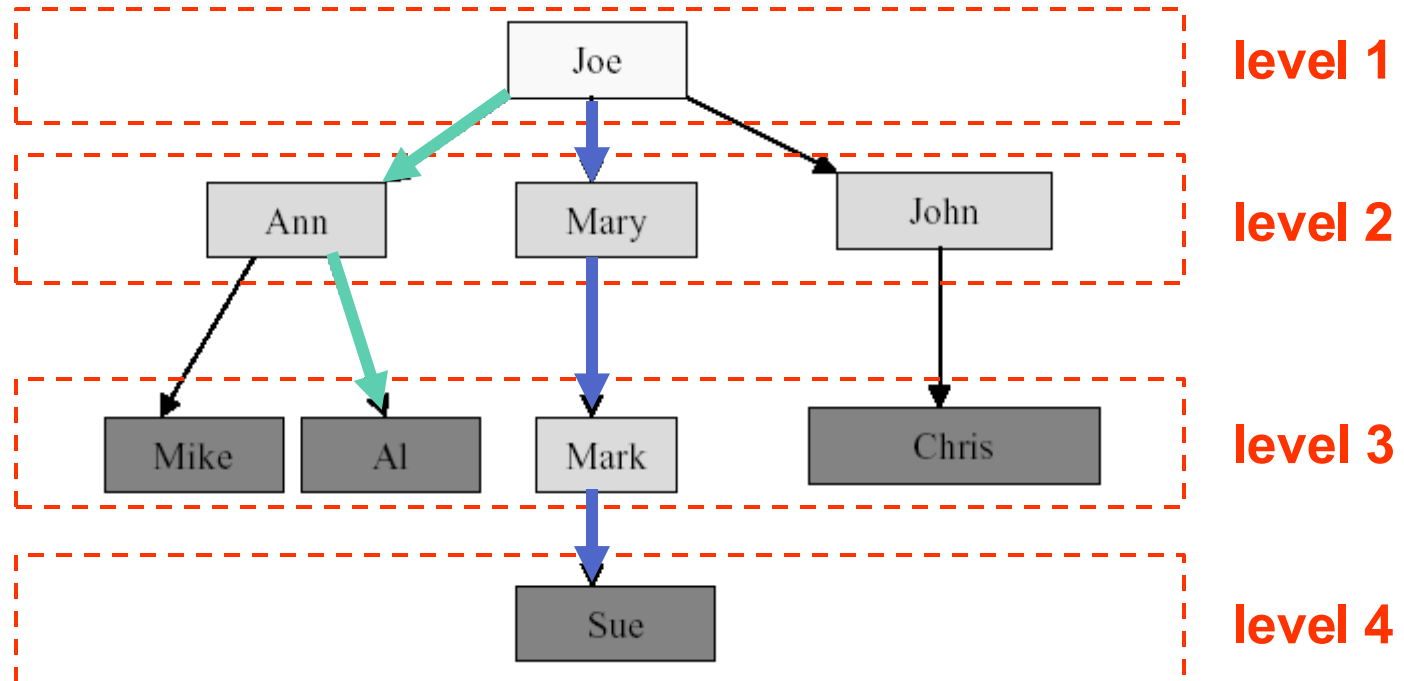 Joe
level 1
Ann
Mary
John
level 2
Mike
Al
Mark
Chris
level 3
Sue
level 4